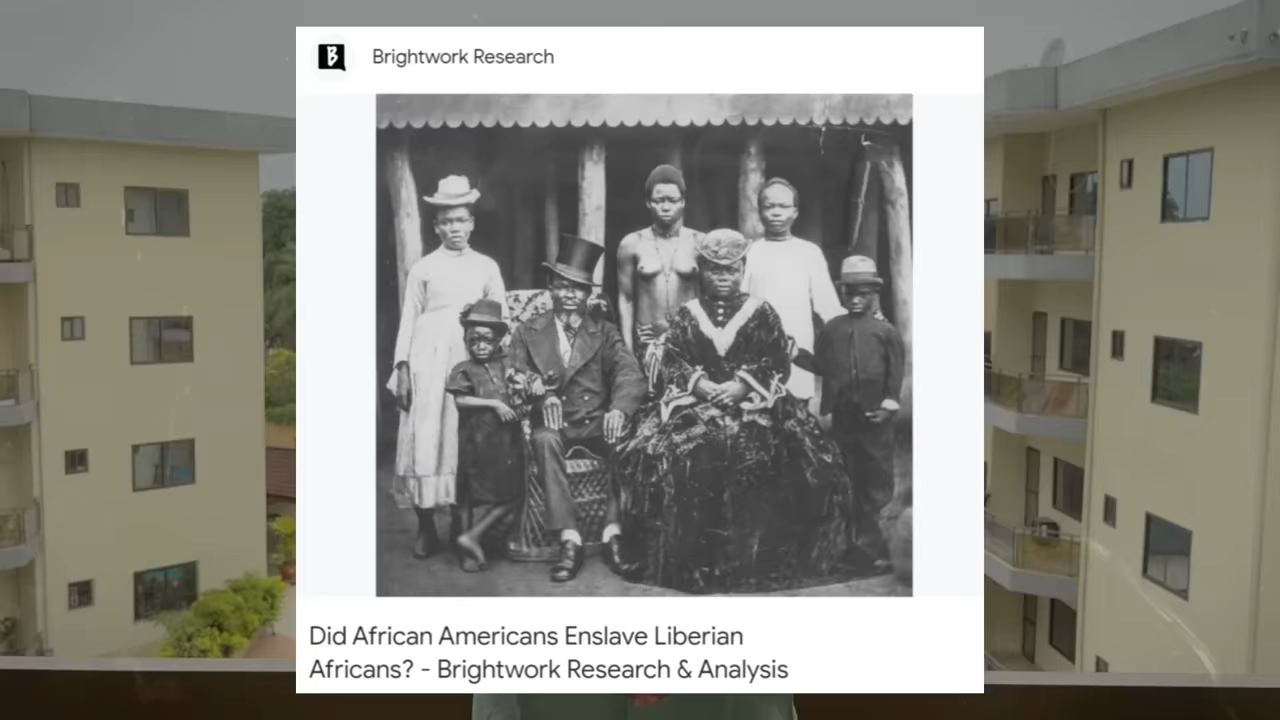 B
Brightwork Research
Did African Americans Enslave Liberian
Africans? - Brightwork Research & Analysis